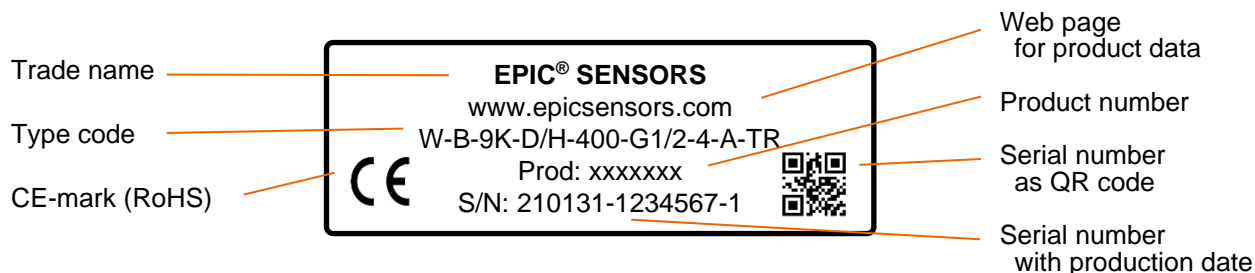 Trade name
Type code
CE-mark (RoHS)
EPIC® SENSORS
www.epicsensors.com
W-B-9K-D/H-400-G1/2-4-A-TR
Prod: xxxxxxx
S/N: 210131-1234567-1
CE
Web page
for product data
Product number
Serial number
as QR code
Serial number
with production date